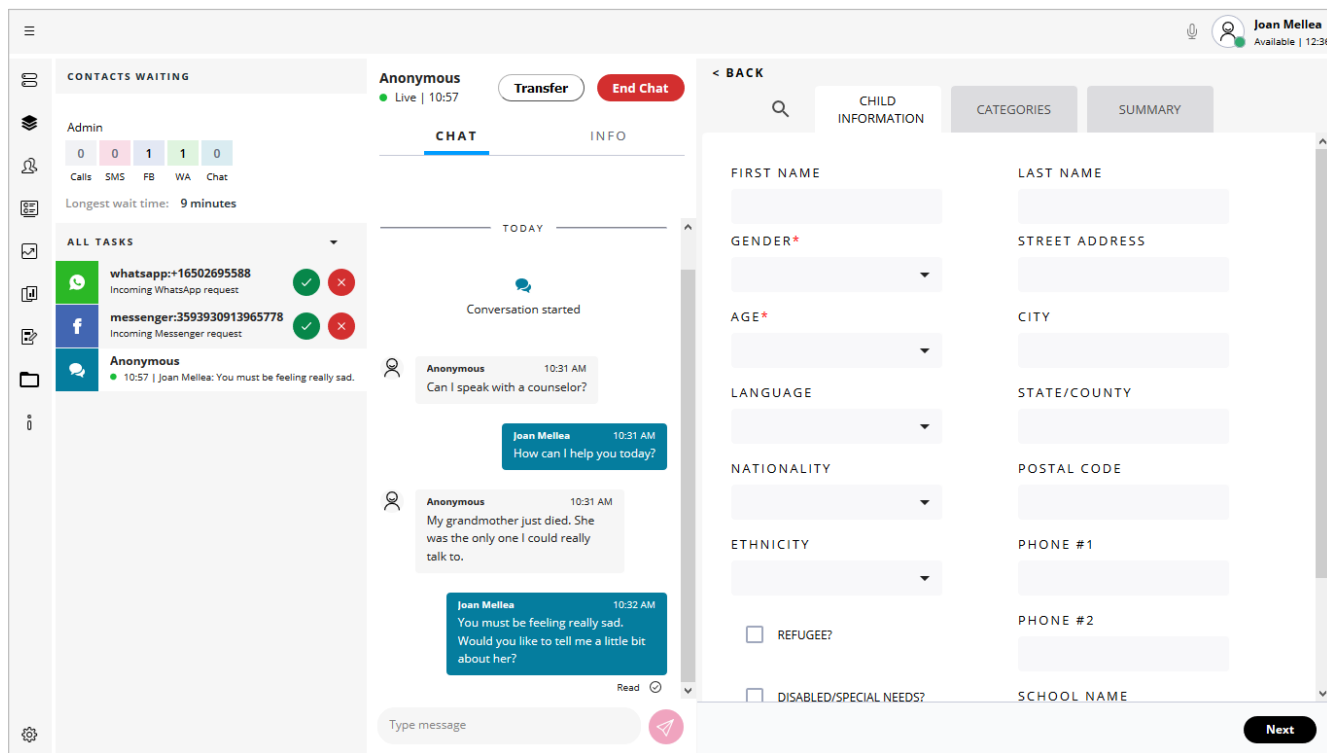 Joan Mellea
Available | 12:36
CONTACTS WAITING
Admin
0 0 1 1 0
Calls SMS FB WA Chat
Longest wait time: 9 minutes
ALL TASKS
whatsapp:+16502695588
Incoming WhatsApp request
messenger:3593930913965778
Incoming Messenger request
Anonymous
10:57 | Joan Mellea: You must be feeling really sad.
Anonymous
Live | 10:57
Transfer
End Chat
CHAT INFO
TODAY
Conversation started
Anonymous 10:31 AM
Can I speak with a counselor?
Joan Mellea 10:31 AM
How can I help you today?
Anonymous 10:31 AM
My grandmother just died. She
was the only one I could really
talk to.
Joan Mellea 10:32 AM
You must be feeling really sad.
Would you like to tell me a little bit
about her?
Read
Type message
< BACK
CHILD
INFORMATION
CATEGORIES
SUMMARY
FIRST NAME
LAST NAME
GENDER*
STREET ADDRESS
AGE*
CITY
LANGUAGE
STATE/COUNTY
NATIONALITY
POSTAL CODE
ETHNICITY
PHONE #1
REFUGEE?
PHONE #2
DISABLED/SPECIAL NEEDS?
SCHOOL NAME
Next